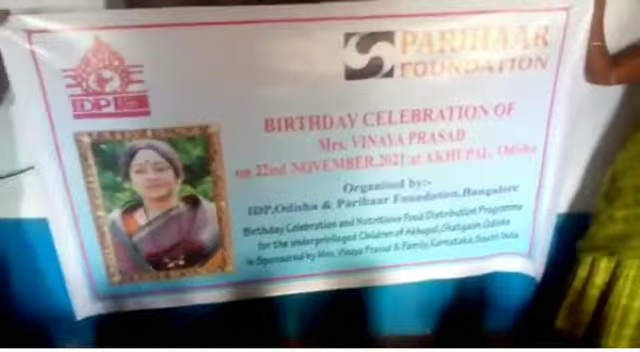 IDP
PARIHAAR
FOUNDATION
BIRTHDAY CELEBRATION OF
Mrs. VINAYA PRASAD
on 22nd NOVEMBER,2021 at AKHUPAL, Odisha
Organised by:-
IDP,Odisha & Parihaar Foundation,Bangalore
Birthday Celebration and Nutritious Food Distribution Programme
for the underprivileged Children of Akhupal,Ghatgaon,Odisha
is Sponsored by Mrs. Vinaya Prasad & Family,Karnataka,South India